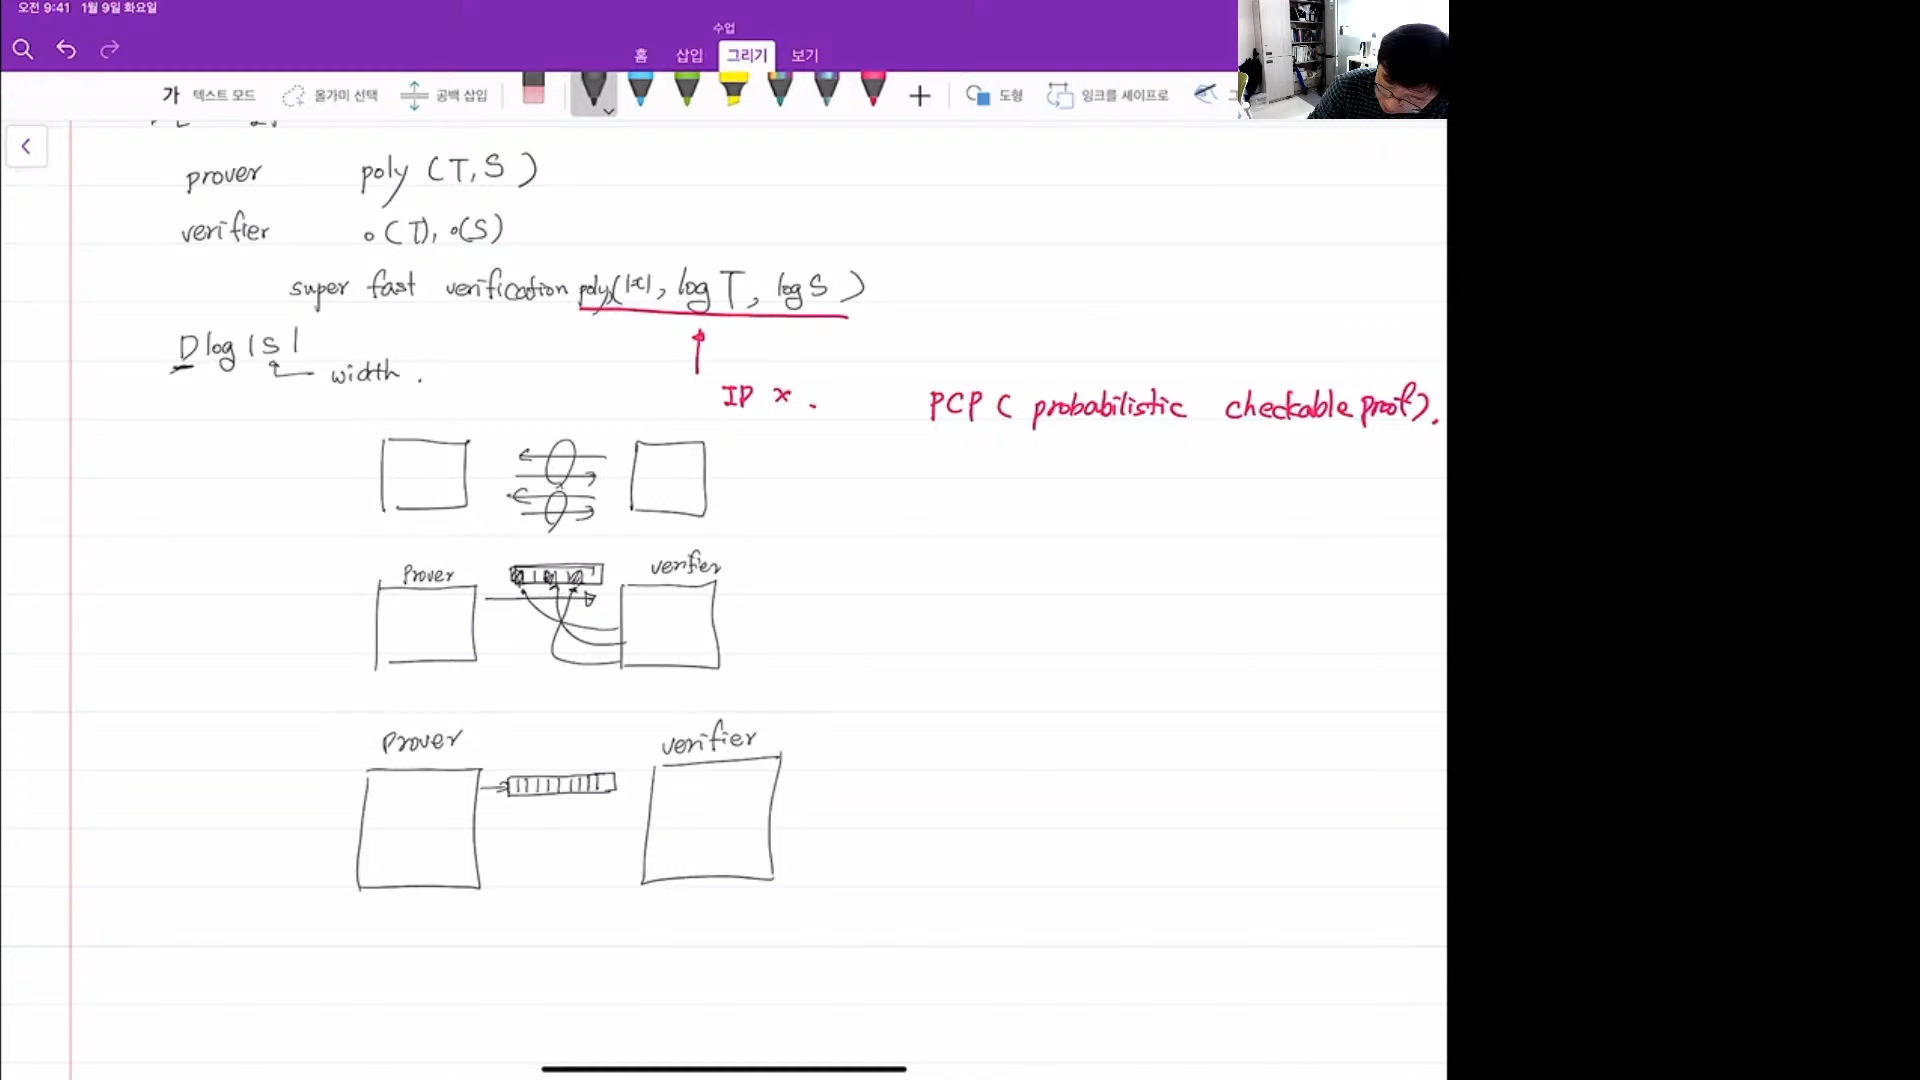 오전 9:41 1월 9일 화요일
수업
홈 삽입 그리기 보기
가 텍스트 모드 올가미 선택 공백 삽입 도형 잉크를 셰이프로
prover poly (T, S)
verifier o(T), o(S)
super fast verification poly(|x|, log T, log S)
D log |S|
width.
IP x. PCP ( probabilistic checkable proof).
Prover verifier
Prover verifier